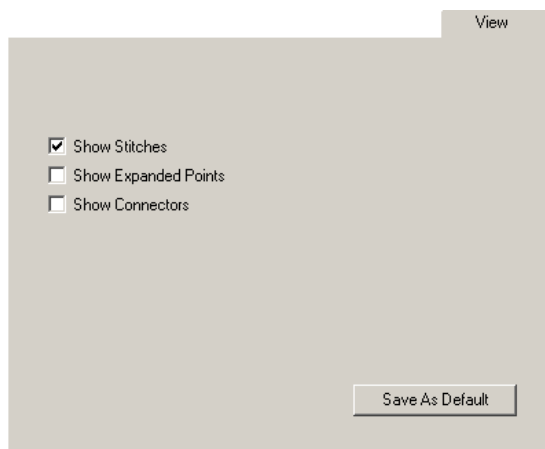 View
Show Stitches
Show Expanded Points
Show Connectors
Save As Default